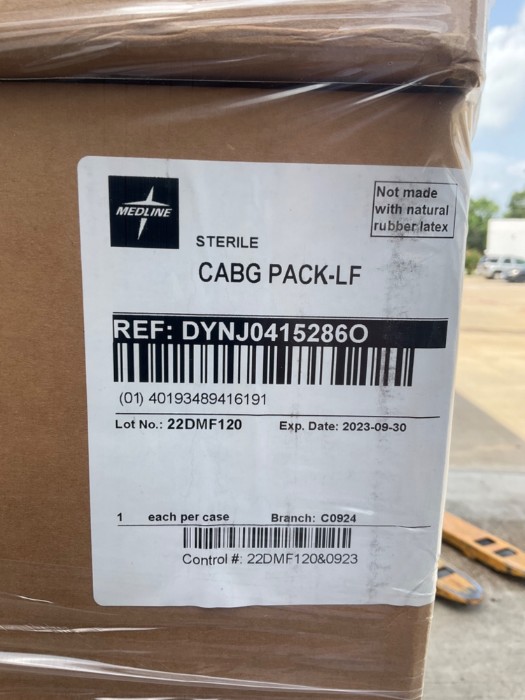 MEDLINE
Not made
with natural
rubber latex
STERILE
CABG PACK-LF
REF: DYNJ0415286O
(01) 40193489416191
Lot No.: 22DMF120 Exp. Date: 2023-09-30
1 each per case Branch: C0924
Control #: 22DMF120&0923